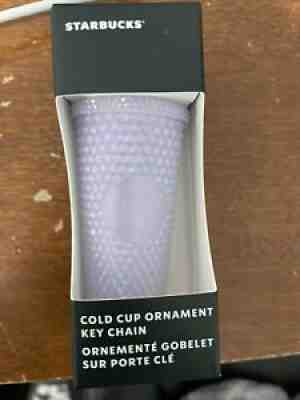 STARBUCKS®
COLD CUP ORNAMENT
KEY CHAIN
ORNEMENTÉ GOBELET
SUR PORTE CLÉ